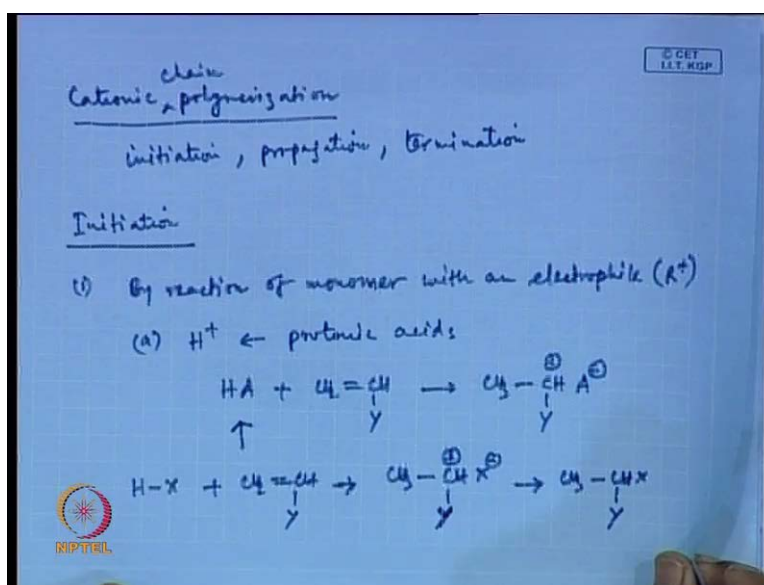 © CET
I.I.T. KGP
Cationic chain polymerization
initiation, propagation, termination
Initiation
(1) By reaction of monomer with an electrophile (R⁺)
(a) H⁺ ← protonic acids
HA + CH₂=CH ⟶ CH₃–CH⊕ A⊖
Y Y
↑
H–X + CH₂=CH → CH₃–CH⊕ X⊖ → CH₃–CHX
Y Y Y
NPTEL